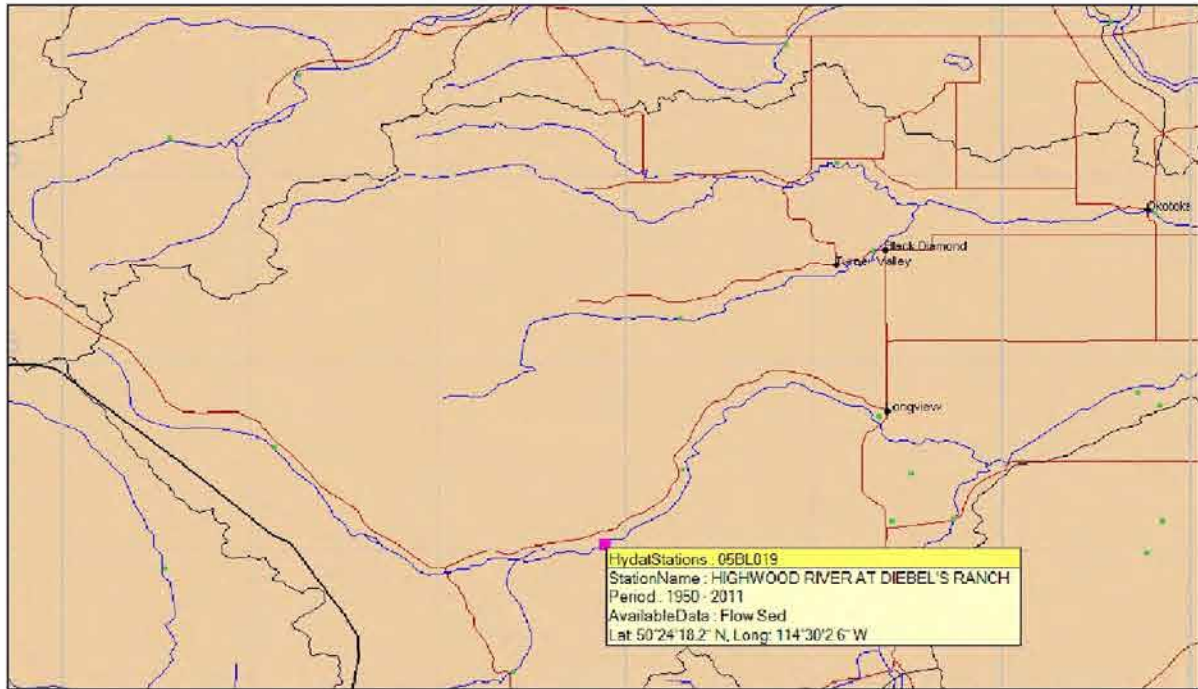 Okotoks
Black Diamond
Turner Valley
Longview
HydatStations : 05BL019
StationName : HIGHWOOD RIVER AT DIEBEL'S RANCH
Period : 1950 - 2011
AvailableData : Flow Sed
Lat: 50°24'18.2" N, Long: 114°30'2.6" W